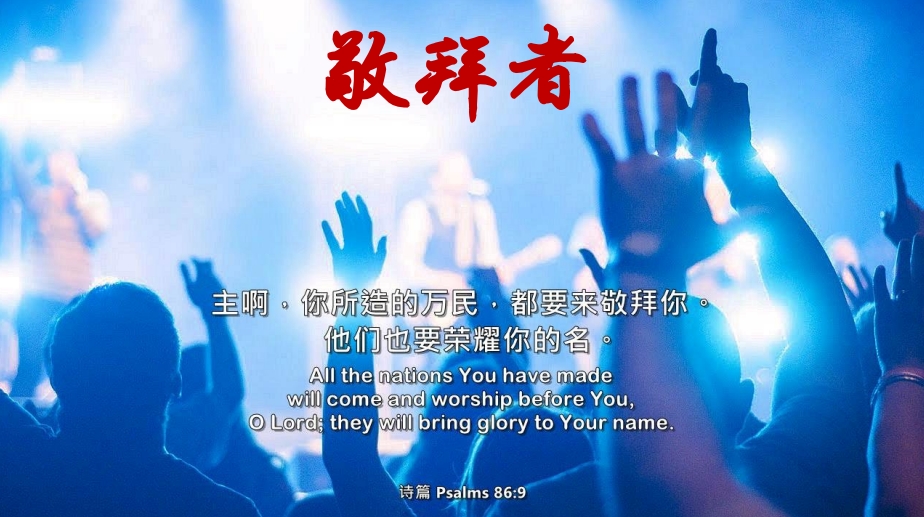 敬拜者
主啊，你所造的万民，都要来敬拜你。
他们也要荣耀你的名。
All the nations You have made
will come and worship before You,
O Lord; they will bring glory to Your name.
诗篇 Psalms 86:9